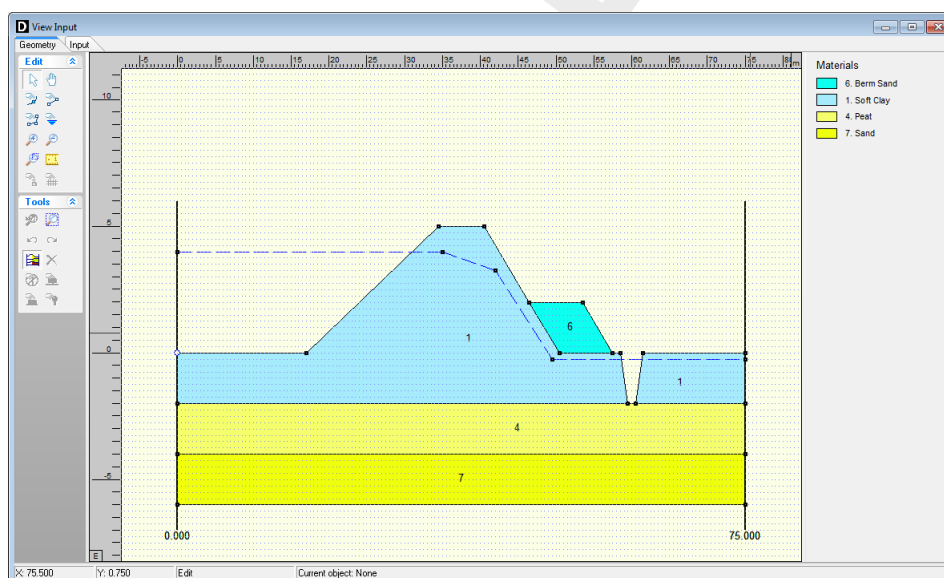 D View Input
Geometry Input
Edit
Tools
-5 0 5 10 15 20 25 30 35 40 45 50 55 60 65 70 75 80 m
10
5
0
-5
E
6
1
1
4
7
0.000
75.000
Materials
6. Berm Sand
1. Soft Clay
4. Peat
7. Sand
X: 75.500 Y: 0.750 Edit Current object: None